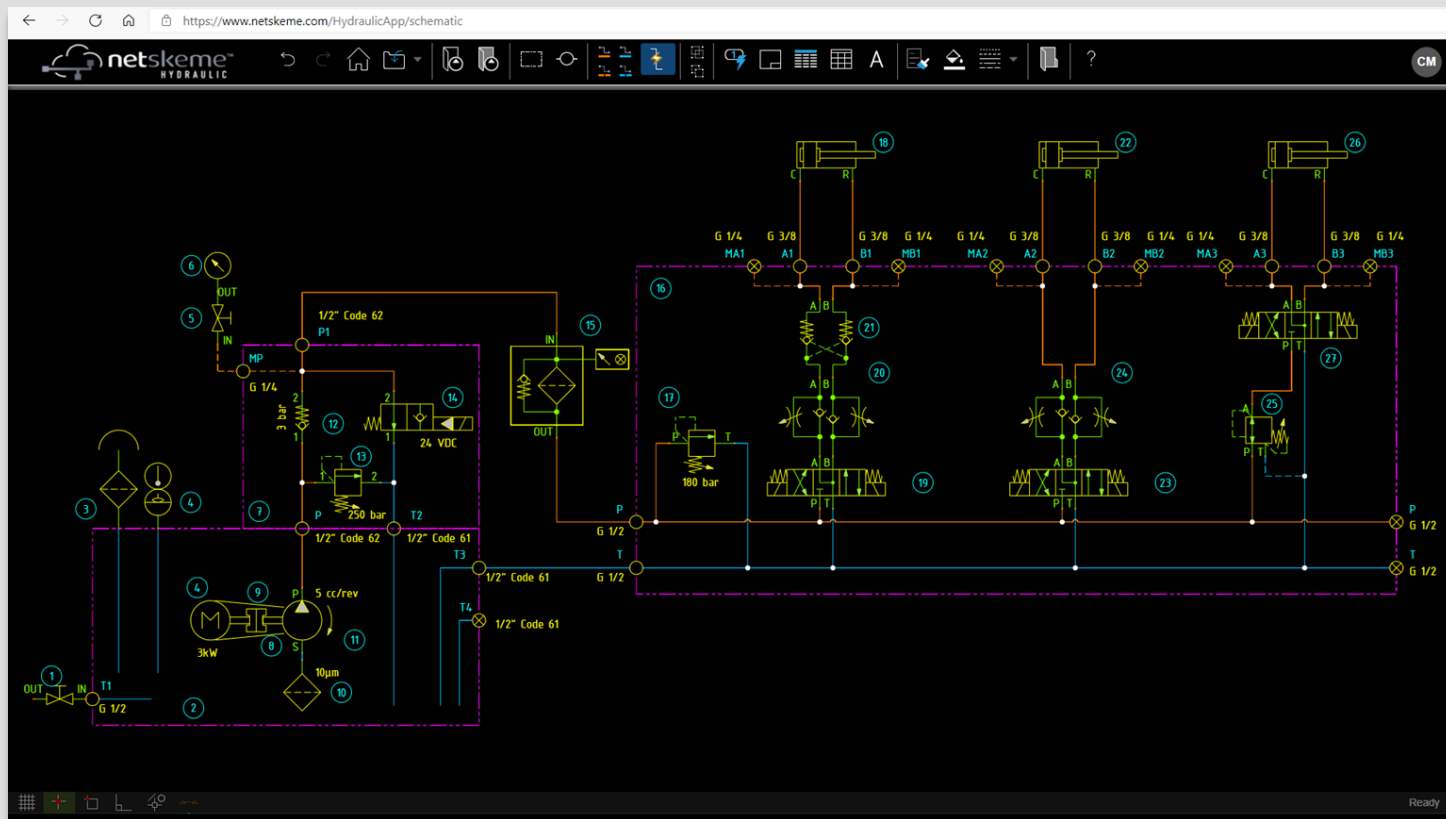 https://www.netskeme.com/HydraulicApp/schematic
netskeme™
HYDRAULIC
1
A
?
CM
18
22
26
C R
C R
C R
G 1/4 G 3/8 G 3/8 G 1/4 G 1/4 G 3/8 G 3/8 G 1/4 G 1/4 G 3/8 G 3/8 G 1/4
MA1 A1 B1 MB1 MA2 A2 B2 MB2 MA3 A3 B3 MB3
6
OUT
16
5
1/2" Code 62
P1
IN
15
IN
A B
21
A B
P T
27
MP
G 1/4
2
3 bar
1
12
2
14
1
24 VDC
OUT
17
P T
180 bar
A B
20
A B
24
A
25
P T
13
1 2
250 bar
A B
19
P T
A B
23
P T
3
4
7
P
T2
1/2" Code 62
1/2" Code 61
P
G 1/2
P
G 1/2
T3
1/2" Code 61
T
G 1/2
T
G 1/2
4
9
P
5 cc/rev
M
3kW
8
S
11
T4
1/2" Code 61
10µm
10
1
OUT IN
T1
G 1/2
2
Ready